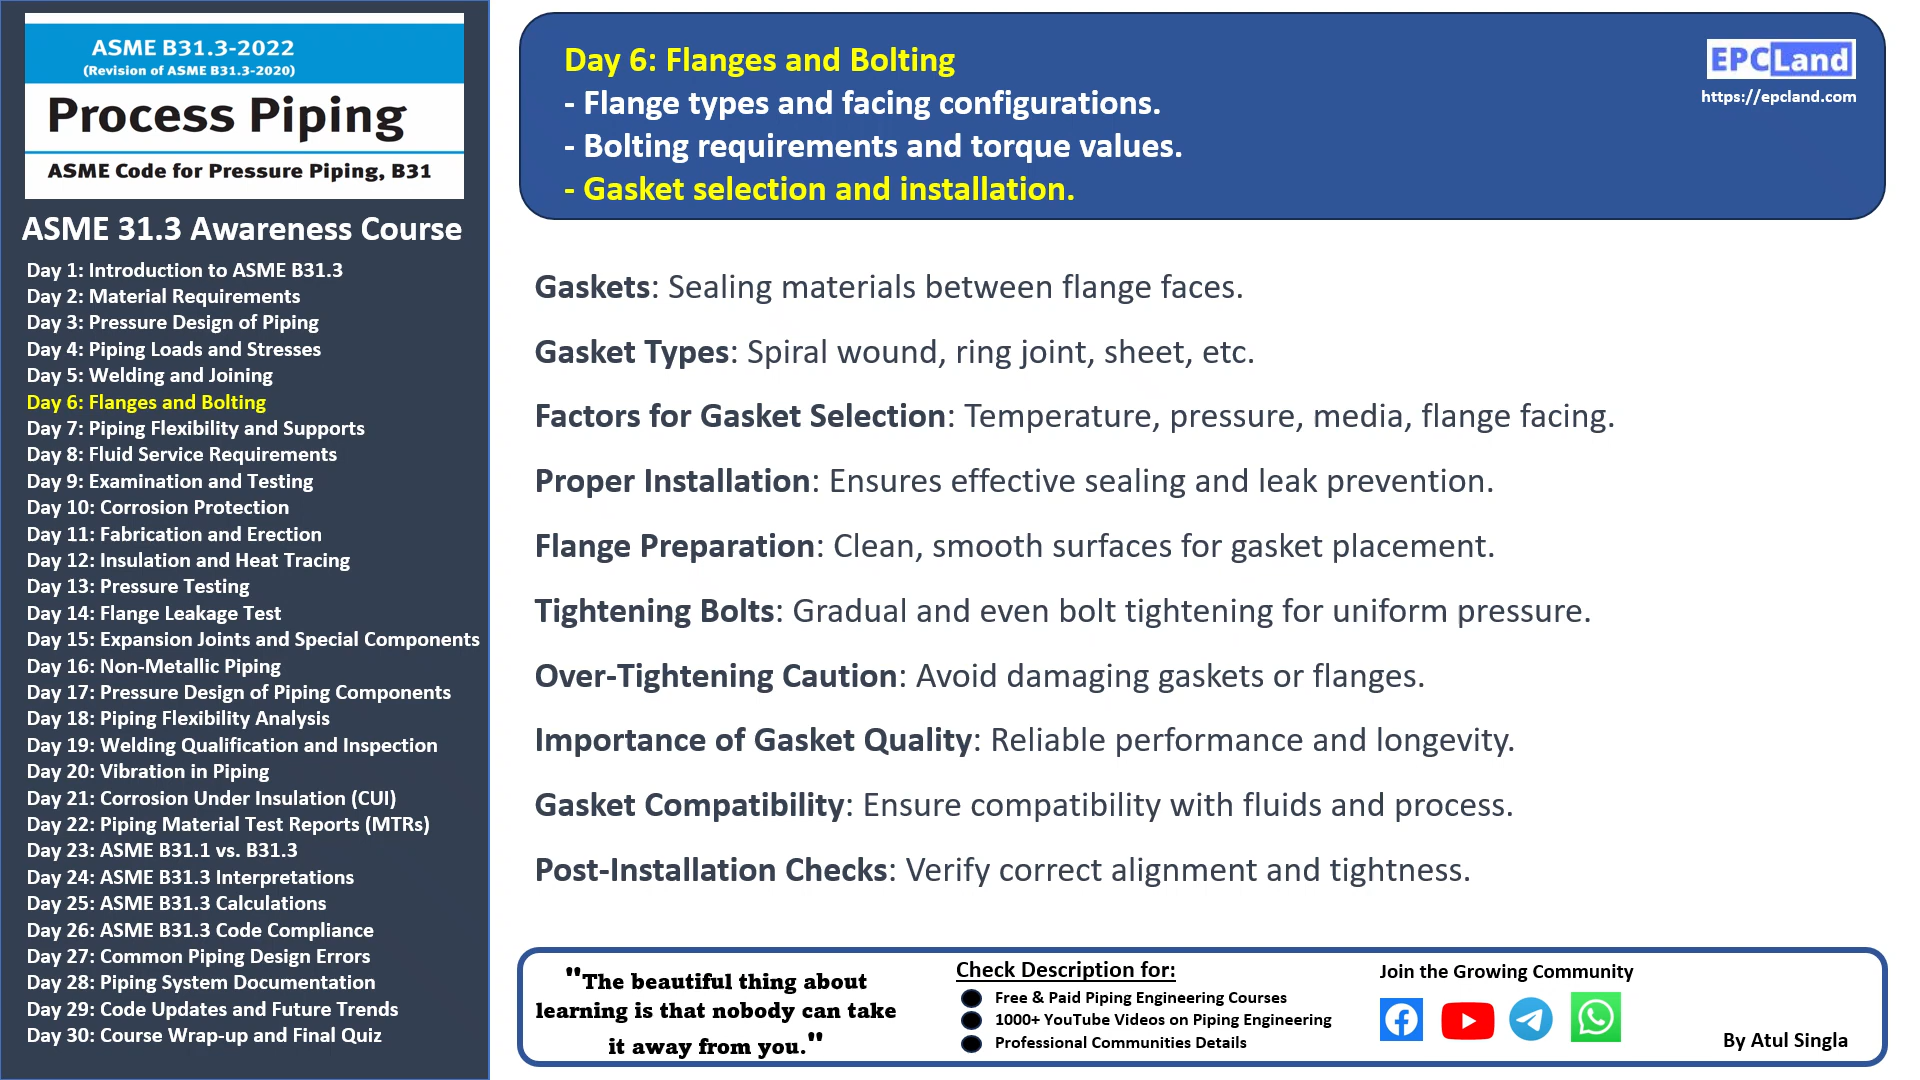 ASME B31.3-2022
(Revision of ASME B31.3-2020)
Process Piping
ASME Code for Pressure Piping, B31
ASME 31.3 Awareness Course
Day 1: Introduction to ASME B31.3
Day 2: Material Requirements
Day 3: Pressure Design of Piping
Day 4: Piping Loads and Stresses
Day 5: Welding and Joining
Day 6: Flanges and Bolting
Day 7: Piping Flexibility and Supports
Day 8: Fluid Service Requirements
Day 9: Examination and Testing
Day 10: Corrosion Protection
Day 11: Fabrication and Erection
Day 12: Insulation and Heat Tracing
Day 13: Pressure Testing
Day 14: Flange Leakage Test
Day 15: Expansion Joints and Special Components
Day 16: Non-Metallic Piping
Day 17: Pressure Design of Piping Components
Day 18: Piping Flexibility Analysis
Day 19: Welding Qualification and Inspection
Day 20: Vibration in Piping
Day 21: Corrosion Under Insulation (CUI)
Day 22: Piping Material Test Reports (MTRs)
Day 23: ASME B31.1 vs. B31.3
Day 24: ASME B31.3 Interpretations
Day 25: ASME B31.3 Calculations
Day 26: ASME B31.3 Code Compliance
Day 27: Common Piping Design Errors
Day 28: Piping System Documentation
Day 29: Code Updates and Future Trends
Day 30: Course Wrap-up and Final Quiz
Day 6: Flanges and Bolting
- Flange types and facing configurations.
- Bolting requirements and torque values.
- Gasket selection and installation.
EPCLand
https://epcland.com
Gaskets: Sealing materials between flange faces.
Gasket Types: Spiral wound, ring joint, sheet, etc.
Factors for Gasket Selection: Temperature, pressure, media, flange facing.
Proper Installation: Ensures effective sealing and leak prevention.
Flange Preparation: Clean, smooth surfaces for gasket placement.
Tightening Bolts: Gradual and even bolt tightening for uniform pressure.
Over-Tightening Caution: Avoid damaging gaskets or flanges.
Importance of Gasket Quality: Reliable performance and longevity.
Gasket Compatibility: Ensure compatibility with fluids and process.
Post-Installation Checks: Verify correct alignment and tightness.
"The beautiful thing about
learning is that nobody can take
it away from you."
Check Description for:
● Free & Paid Piping Engineering Courses
● 1000+ YouTube Videos on Piping Engineering
● Professional Communities Details
Join the Growing Community
By Atul Singla